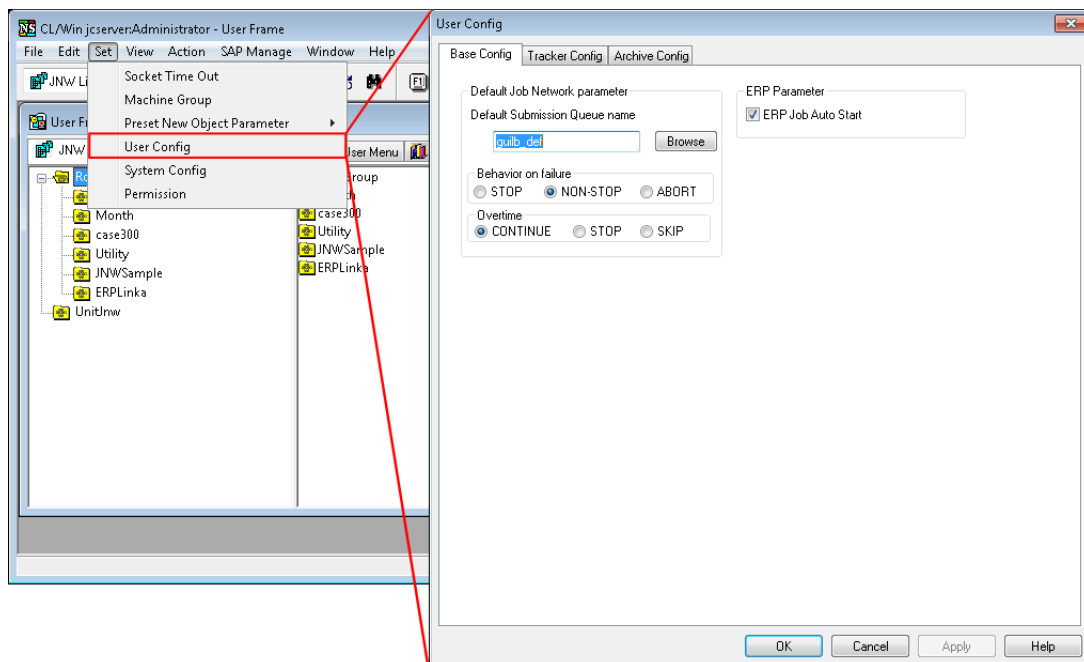 CL/Win jcserver:Administrator - User Frame
File Edit Set View Action SAP Manage Window Help
JNW Li
F1
Socket Time Out
Machine Group
Preset New Object Parameter
User Config
System Config
Permission
User Fr
JNW
Jser Menu
Ro
Month
case300
Utility
JNWSample
ERPLinka
UnitJnw
roup
h
case300
Utility
JNWSample
ERPLinka
User Config
Base Config Tracker Config Archive Config
Default Job Network parameter
Default Submission Queue name
guilb_def Browse
Behavior on failure
STOP NON-STOP ABORT
Overtime
CONTINUE STOP SKIP
ERP Parameter
ERP Job Auto Start
OK Cancel Apply Help